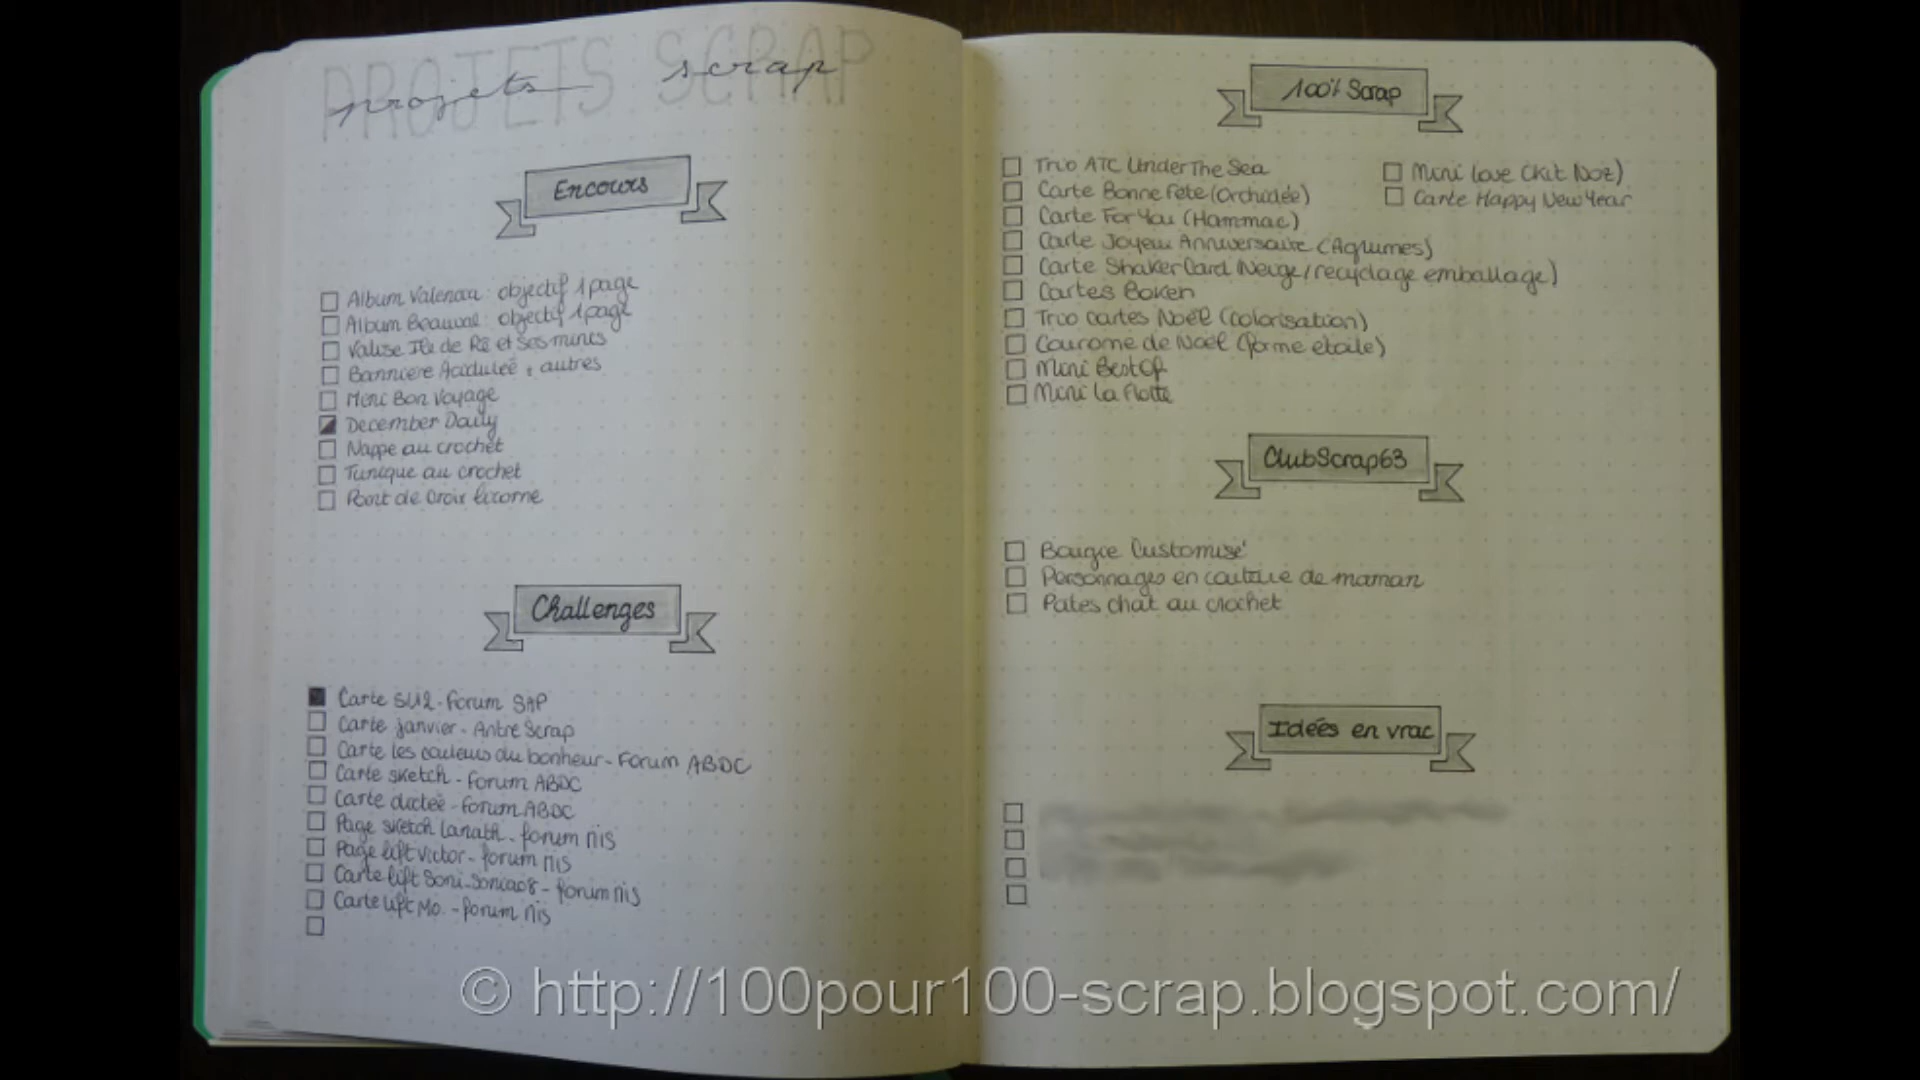 PROJETS SCRAP
projets scrap
Encours
Album Valencia: objectif 1 page
Album Beauval: objectif 1 page
Valise Ile de Ré et ses minis
Bannière Acidulée, autres
Mini Bon Voyage
December Daily
Nappe au crochet
Tunique au crochet
Point de croix licorne
Challenges
Carte SU2 - Forum SAP
Carte janvier - Antre Scrap
Carte les couleurs du bonheur - Forum ABDC
Carte sketch - Forum ABDC
Carte dictée - Forum ABDC
Page sketch - forum nis
Page lift Victor - forum nis
Carte lift Soni-Sonia08 - forum nis
Carte lift Mo. - forum nis
100% Scrap
Trio ATC Under The Sea
Carte Bonne Fête (Orchidée)
Carte For You (Hammac)
Carte Joyeux Anniversaire (Agrumes)
Carte Shaker Card Neige/recyclage emballage)
Cartes Boken
Trio cartes Noël (colorisation)
Couronne de Noël (forme etoile)
Mini Best Of
Mini La Flotte
Mini love (kit Noz)
Carte Happy New Year
ClubScrap63
Bougie Customisé
Personnages en couture de maman
Pates chat au crochet
Idées en vrac
© http://100pour100-scrap.blogspot.com/